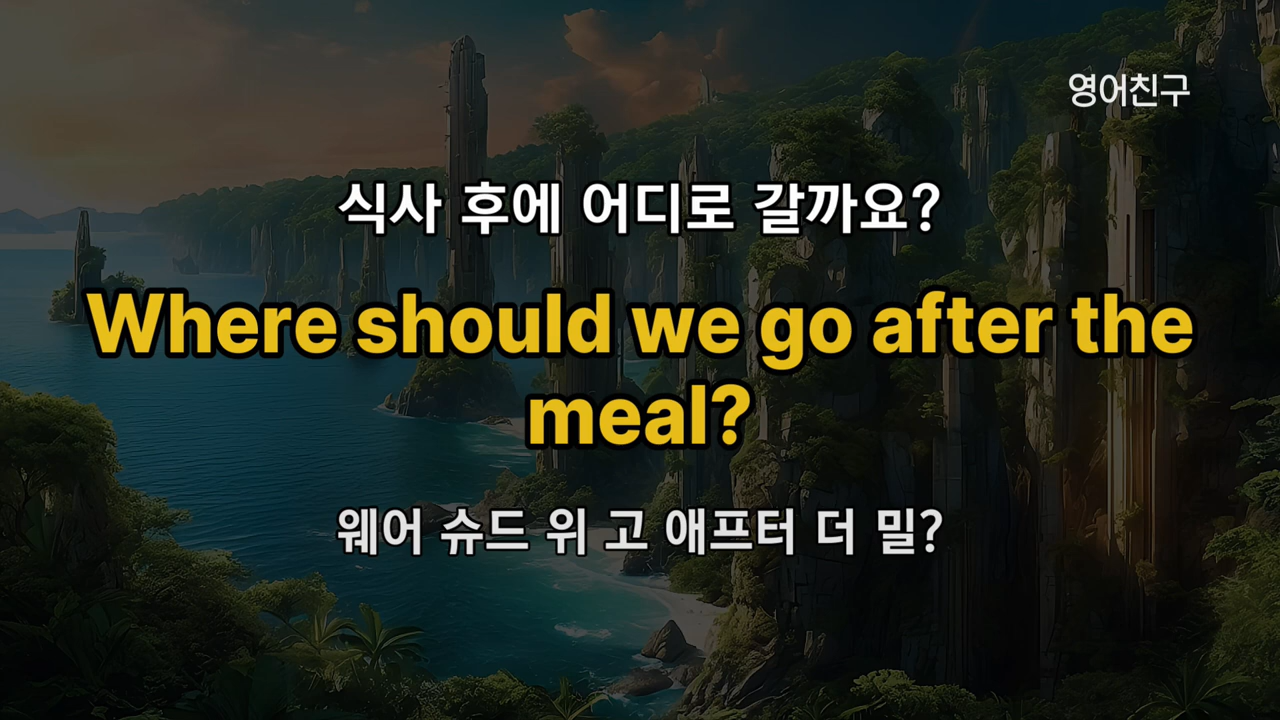 영어친구
식사 후에 어디로 갈까요?
Where should we go after the
meal?
웨어 슈드 위 고 애프터 더 밀?